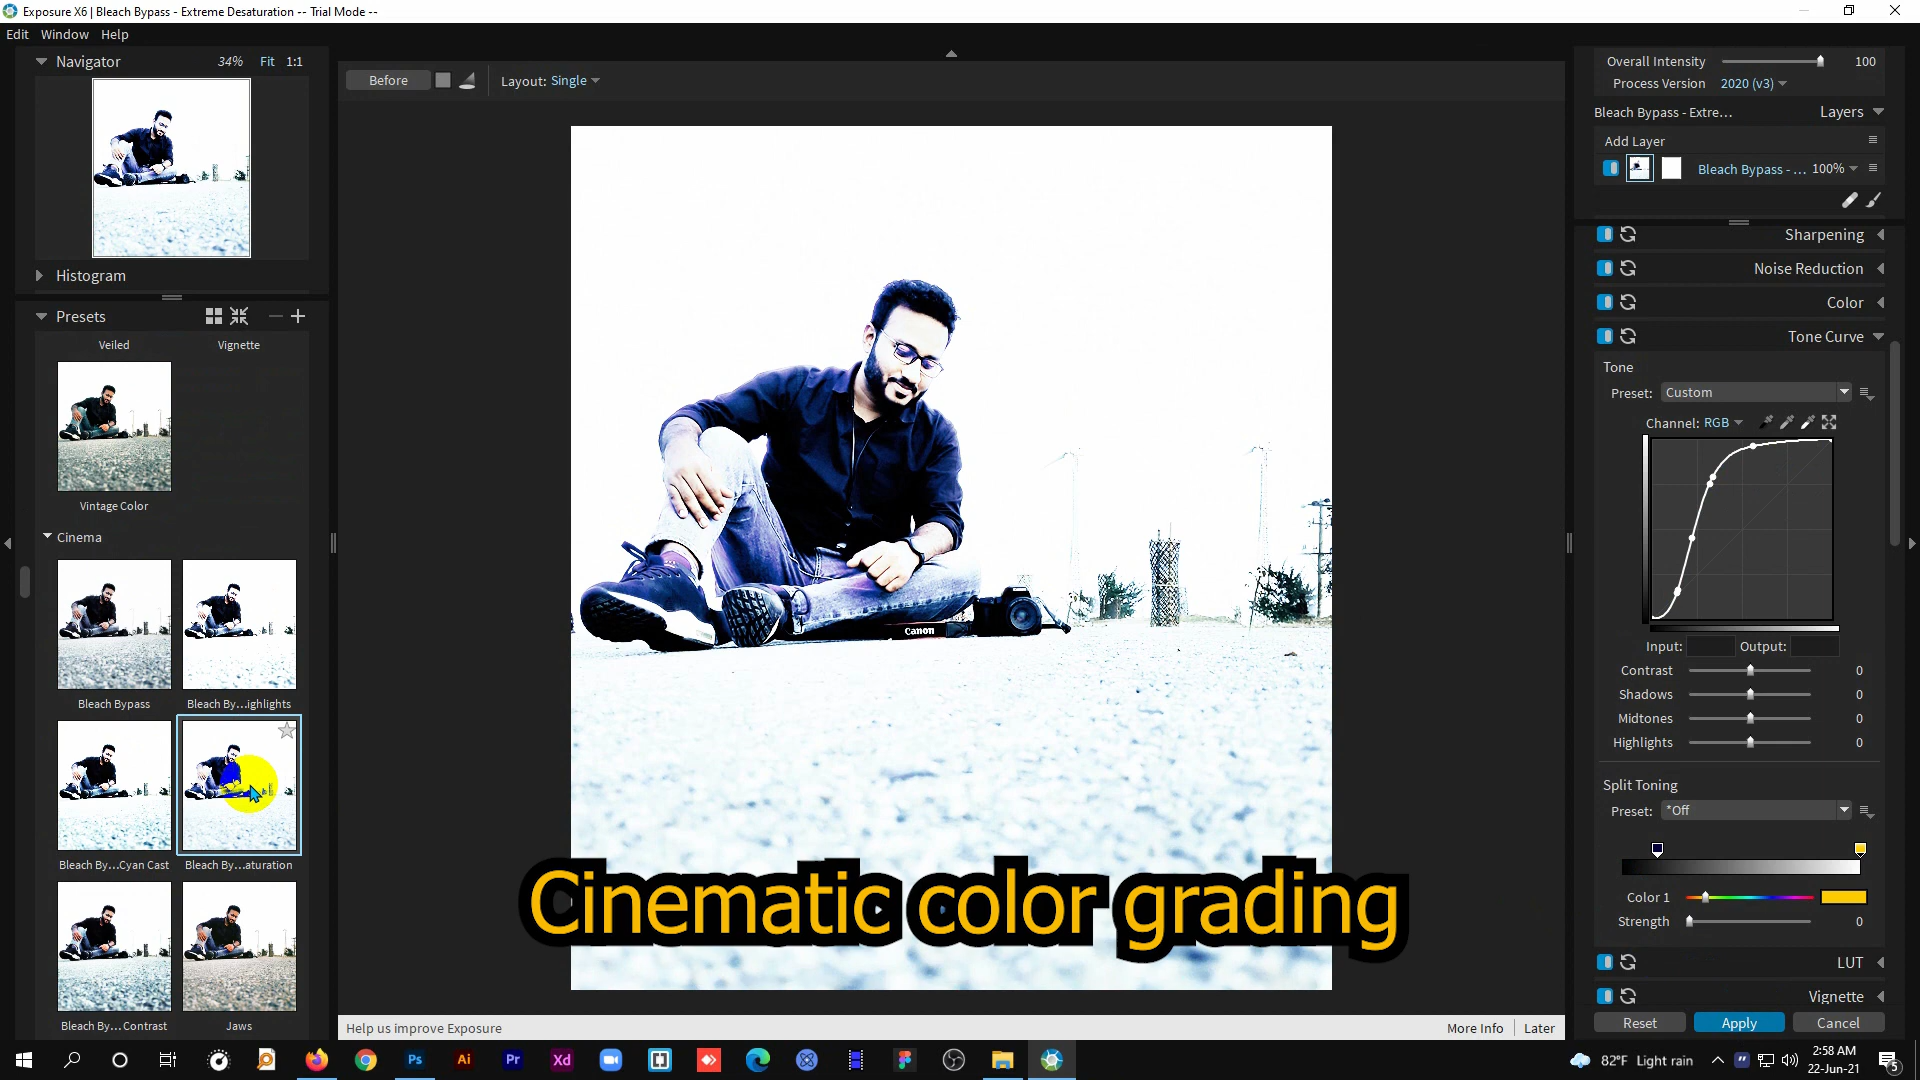 Exposure X6 | Bleach Bypass - Extreme Desaturation -- Trial Mode --
Edit Window Help
Navigator 34% Fit 1:1
Histogram
Presets
Veiled Vignette
Vintage Color
Cinema
Bleach Bypass Bleach By...ighlights
Bleach By...Cyan Cast Bleach By...aturation
Bleach By...Contrast Jaws
Before Layout: Single
Canon
Cinematic color grading
Help us improve Exposure More Info Later
Overall Intensity 100
Process Version 2020 (v3)
Bleach Bypass - Extre... Layers
Add Layer
Bleach Bypass - ... 100%
Sharpening
Noise Reduction
Color
Tone Curve
Tone
Preset: Custom
Channel: RGB
Input: Output:
Contrast 0
Shadows 0
Midtones 0
Highlights 0
Split Toning
Preset: *Off
Color 1
Strength 0
LUT
Vignette
Reset Apply Cancel
Ps Ai Pr Xd
82°F Light rain
2:58 AM
22-Jun-21
5